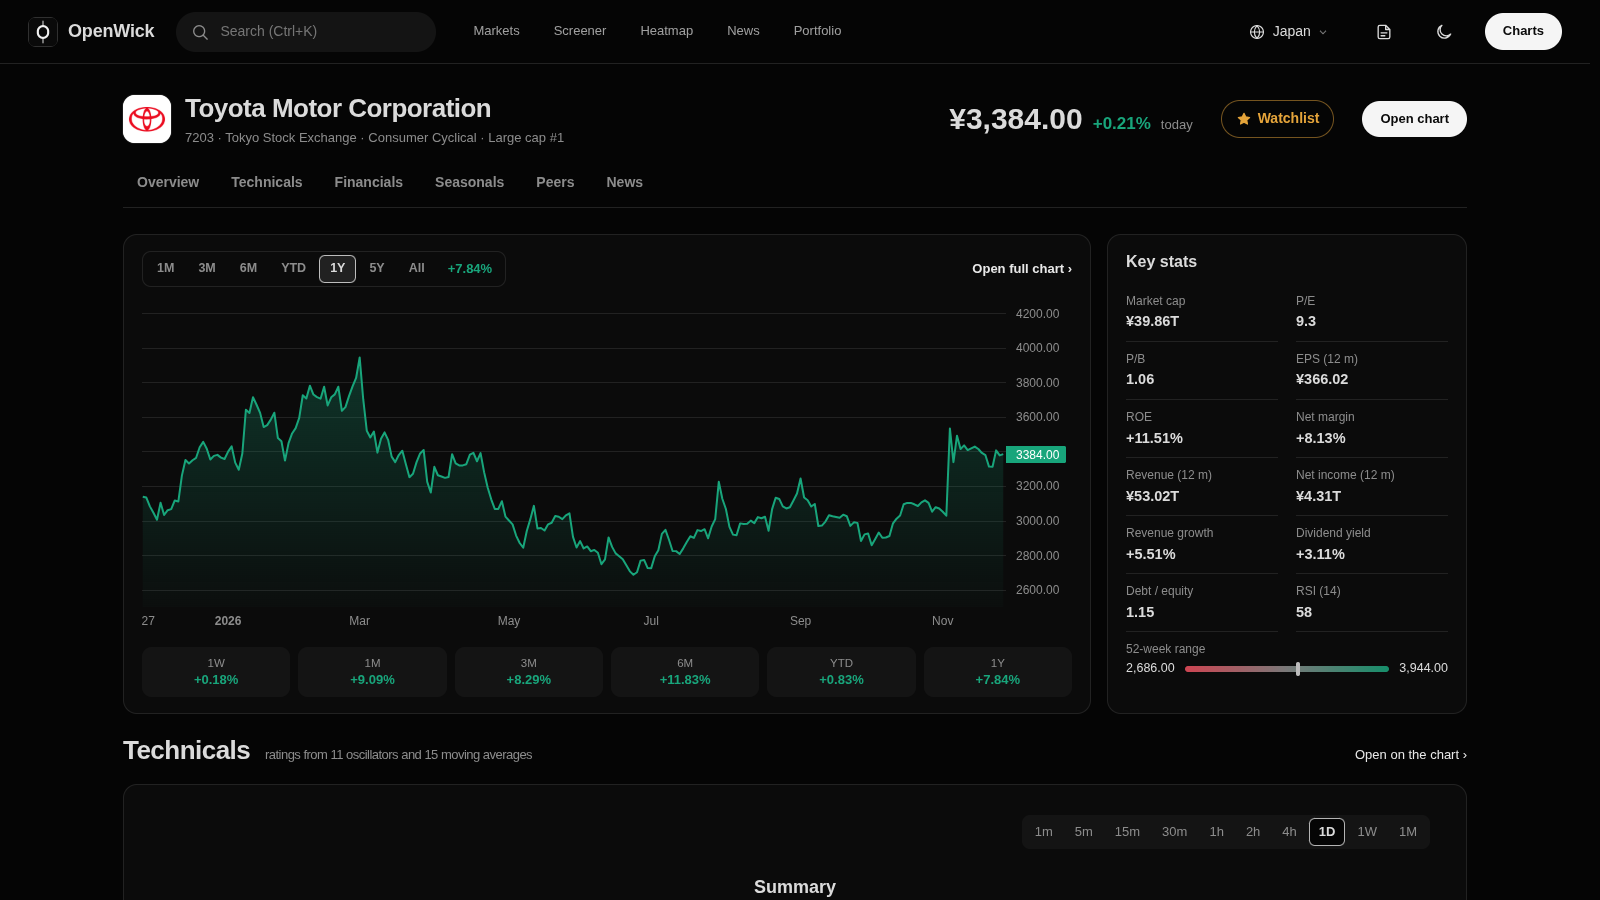 OpenWick
Search (Ctrl+K)
Markets
Screener
Heatmap
News
Portfolio
Japan
Charts
Toyota Motor Corporation
7203 · Tokyo Stock Exchange · Consumer Cyclical · Large cap #1
¥3,384.00 +0.21% today
Watchlist
Open chart
Overview
Technicals
Financials
Seasonals
Peers
News
1M 3M 6M YTD 1Y 5Y All +7.84%
Open full chart ›
4200.00
4000.00
3800.00
3600.00
3384.00
3200.00
3000.00
2800.00
2600.00
27 2026 Mar May Jul Sep Nov
1W
+0.18%
1M
+9.09%
3M
+8.29%
6M
+11.83%
YTD
+0.83%
1Y
+7.84%
Key stats
Market cap
¥39.86T
P/E
9.3
P/B
1.06
EPS (12 m)
¥366.02
ROE
+11.51%
Net margin
+8.13%
Revenue (12 m)
¥53.02T
Net income (12 m)
¥4.31T
Revenue growth
+5.51%
Dividend yield
+3.11%
Debt / equity
1.15
RSI (14)
58
52-week range
2,686.00 3,944.00
Technicals ratings from 11 oscillators and 15 moving averages
Open on the chart ›
1m 5m 15m 30m 1h 2h 4h 1D 1W 1M
Summary